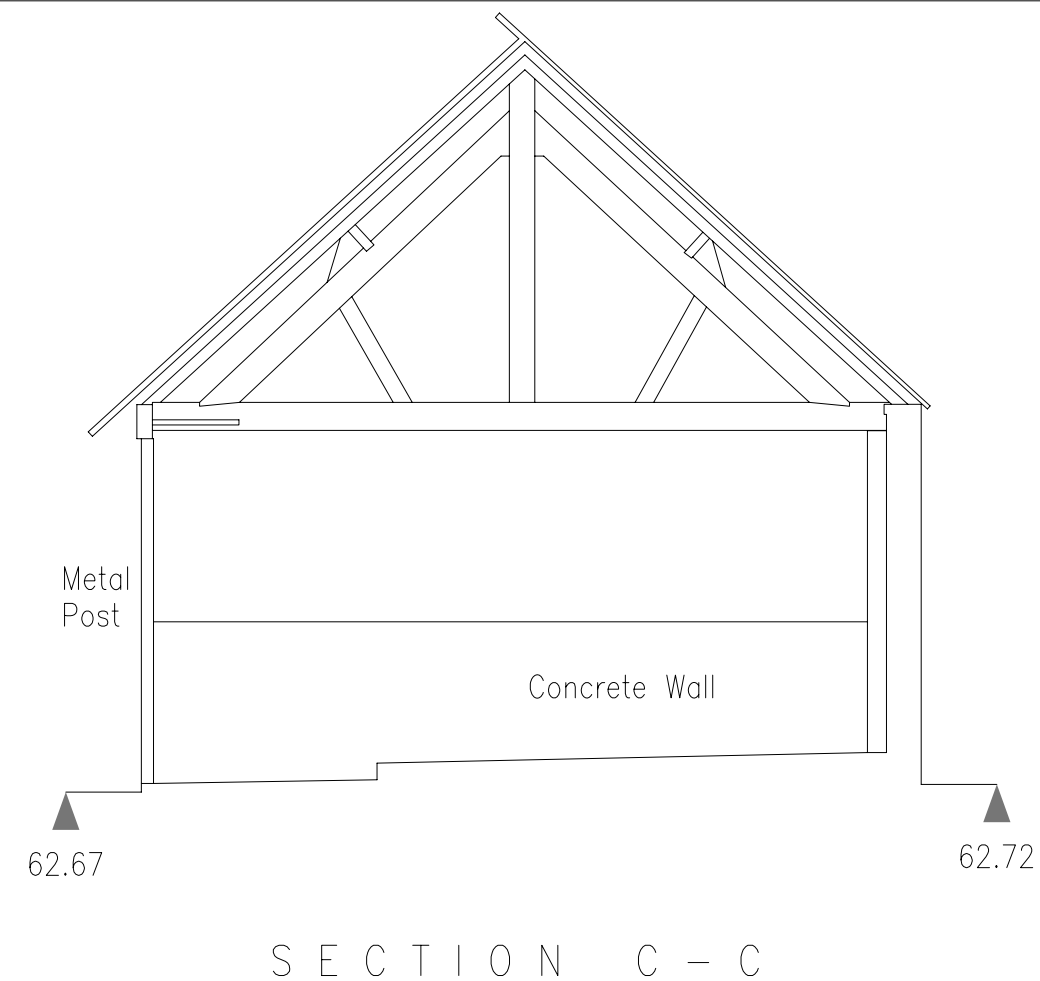 Metal
Post
Concrete Wall
62.67
62.72
SECTION C-C